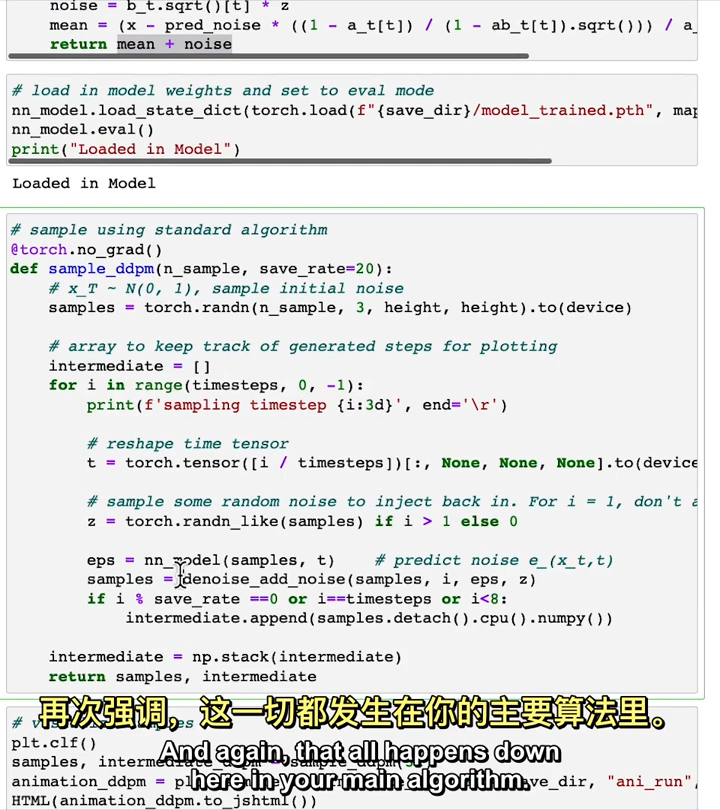 noise = b_t.sqrt()[t] * z
    mean = (x - pred_noise * ((1 - a_t[t]) / (1 - ab_t[t]).sqrt())) / a_
    return mean + noise
# load in model weights and set to eval mode
nn_model.load_state_dict(torch.load(f"{save_dir}/model_trained.pth", map
nn_model.eval()
print("Loaded in Model")
Loaded in Model
# sample using standard algorithm
@torch.no_grad()
def sample_ddpm(n_sample, save_rate=20):
    # x_T ~ N(0, 1), sample initial noise
    samples = torch.randn(n_sample, 3, height, height).to(device)
    # array to keep track of generated steps for plotting
    intermediate = []
    for i in range(timesteps, 0, -1):
        print(f'sampling timestep {i:3d}', end='\r')
        # reshape time tensor
        t = torch.tensor([i / timesteps])[:, None, None, None].to(device
        # sample some random noise to inject back in. For i = 1, don't a
        z = torch.randn_like(samples) if i > 1 else 0
        eps = nn_model(samples, t)    # predict noise e_(x_t,t)
        samples = denoise_add_noise(samples, i, eps, z)
        if i % save_rate ==0 or i==timesteps or i<8:
            intermediate.append(samples.detach().cpu().numpy())
    intermediate = np.stack(intermediate)
    return samples, intermediate
再次强调，这一切都发生在你的主要算法里。
And again, that all happens down
here in your main algorithm.
plt.clf()
HTML(animation_ddpm.to_jshtml())